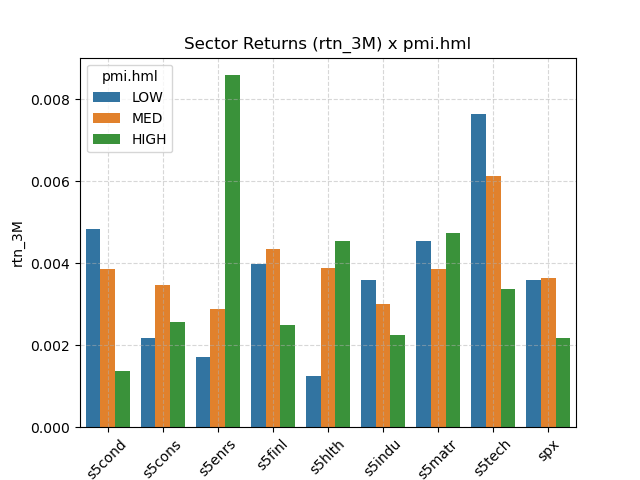 Sector Returns (rtn_3M) x pmi.hml
pmi.hml
LOW
MED
HIGH
rtn_3M
0.008
0.006
0.004
0.002
0.000
s5cond
s5cons
s5enrs
s5finl
s5hlth
s5indu
s5matr
s5tech
spx